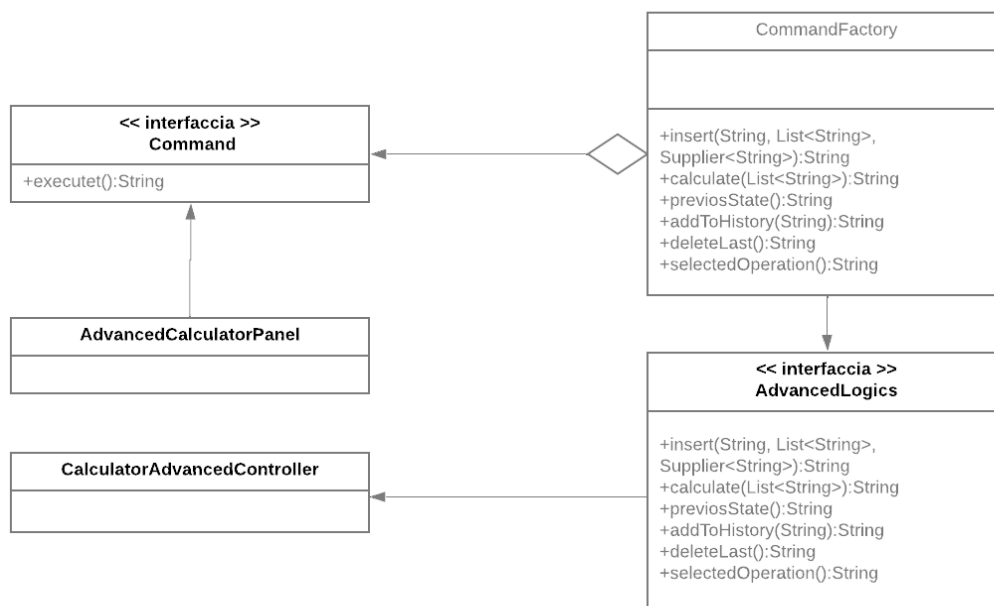 CommandFactory
+insert(String, List<String>,
Supplier<String>):String
+calculate(List<String>):String
+previosState():String
+addToHistory(String):String
+deleteLast():String
+selectedOperation():String
<< interfaccia >>
Command
+executet():String
AdvancedCalculatorPanel
<< interfaccia >>
AdvancedLogics
+insert(String, List<String>,
Supplier<String>):String
+calculate(List<String>):String
+previosState():String
+addToHistory(String):String
+deleteLast():String
+selectedOperation():String
CalculatorAdvancedController